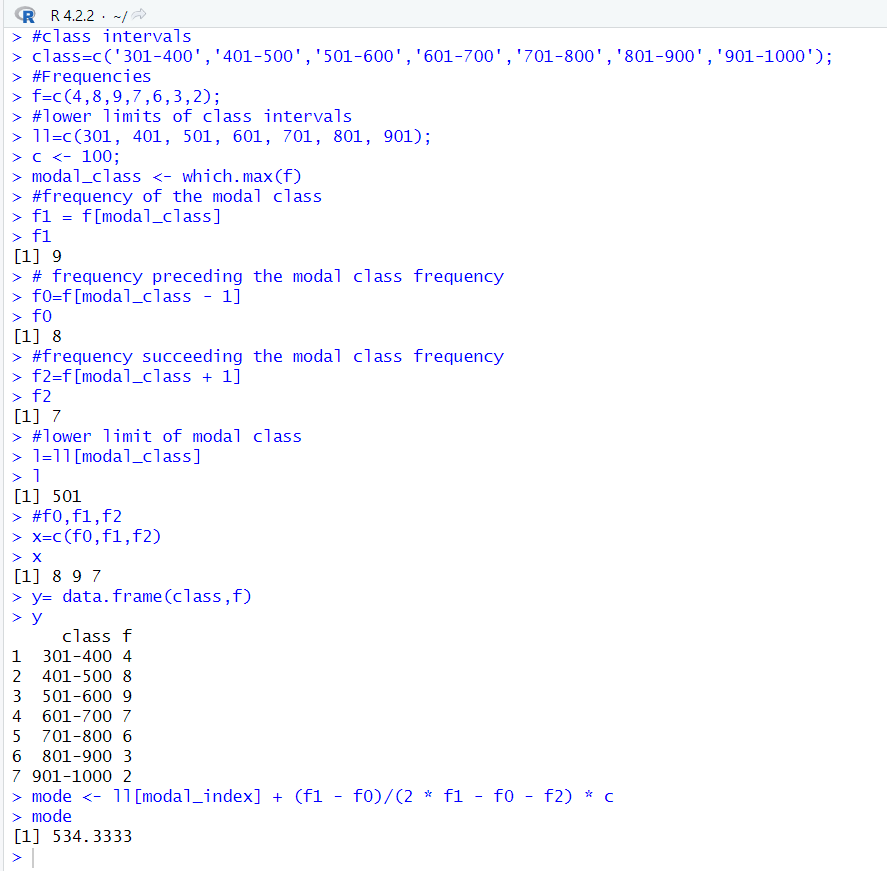 R R 4.2.2 · ~/
> #class intervals
> class=c('301-400','401-500','501-600','601-700','701-800','801-900','901-1000');
> #Frequencies
> f=c(4,8,9,7,6,3,2);
> #lower limits of class intervals
> ll=c(301, 401, 501, 601, 701, 801, 901);
> c <- 100;
> modal_class <- which.max(f)
> #frequency of the modal class
> f1 = f[modal_class]
> f1
[1] 9
> # frequency preceding the modal class frequency
> f0=f[modal_class - 1]
> f0
[1] 8
> #frequency succeeding the modal class frequency
> f2=f[modal_class + 1]
> f2
[1] 7
> #lower limit of modal class
> l=ll[modal_class]
> l
[1] 501
> #f0,f1,f2
> x=c(f0,f1,f2)
> x
[1] 8 9 7
> y= data.frame(class,f)
> y
     class f
1  301-400 4
2  401-500 8
3  501-600 9
4  601-700 7
5  701-800 6
6  801-900 3
7 901-1000 2
> mode <- ll[modal_index] + (f1 - f0)/(2 * f1 - f0 - f2) * c
> mode
[1] 534.3333
>